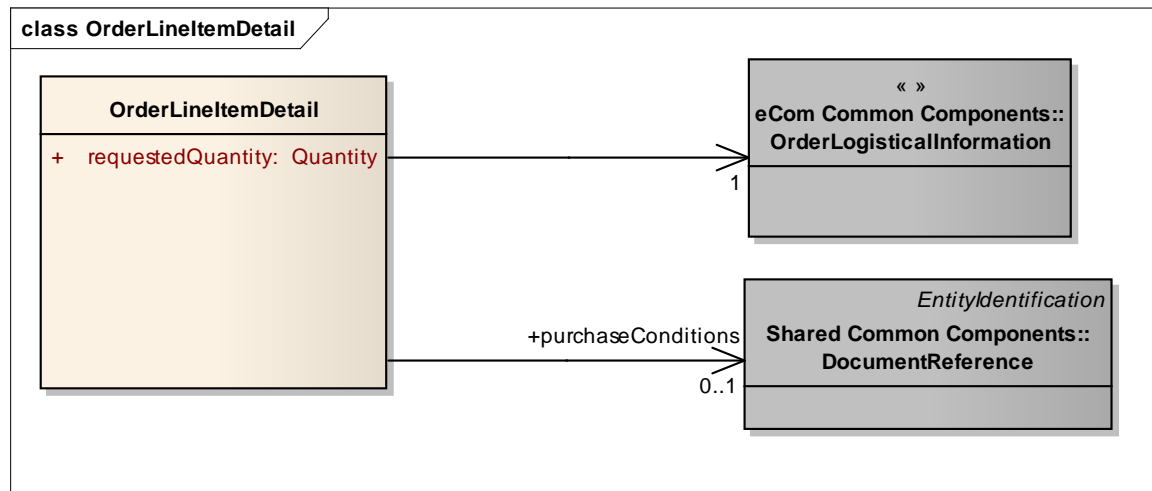 class OrderLineItemDetail
OrderLineItemDetail
+ requestedQuantity: Quantity
« »
eCom Common Components::
OrderLogisticalInformation
1
EntityIdentification
Shared Common Components::
DocumentReference
+purchaseConditions
0..1